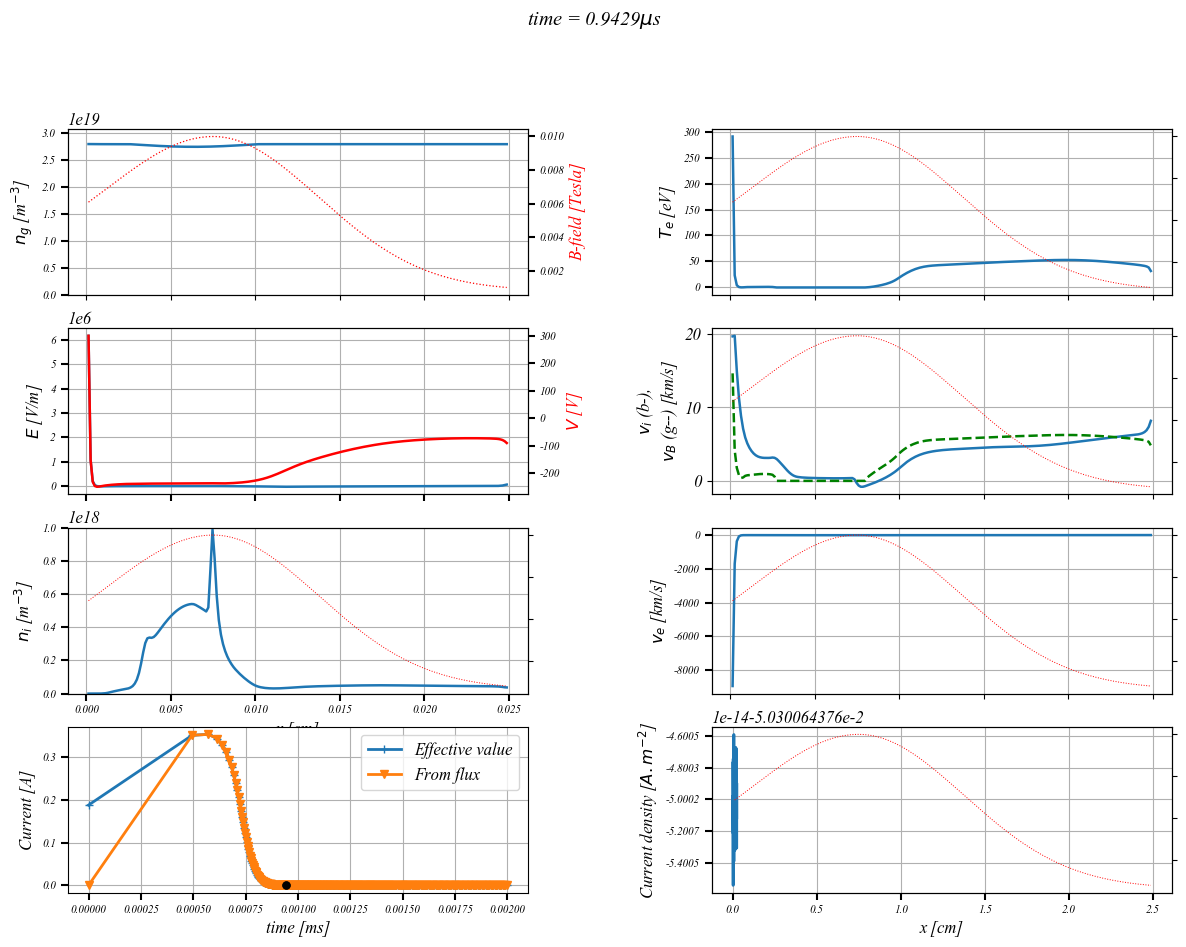 time = 0.9429μs
1e19
3.0
2.5
2.0
1.5
1.0
0.5
0.0
n_g [m^{-3}]
0.010
0.008
0.006
0.004
0.002
B-field [Tesla]
300
250
200
150
100
50
0
T_e [eV]
1e6
6
5
4
3
2
1
0
E [V/m]
300
200
100
0
-100
-200
V [V]
20
10
0
v_i (b-),
v_B (g--) [km/s]
1e18
1.0
0.8
0.6
0.4
0.2
0.0
n_i [m^{-3}]
0.000 0.005 0.010 0.015 0.020 0.025
0
-2000
-4000
-6000
-8000
v_e [km/s]
0.3
0.2
0.1
0.0
Current [A]
Effective value
From flux
0.00000 0.00025 0.00050 0.00075 0.00100 0.00125 0.00150 0.00175 0.00200
time [ms]
1e-14-5.030064376e-2
-4.6005
-4.8003
-5.0002
-5.2007
-5.4005
Current density [A.m^{-2}]
0.0 0.5 1.0 1.5 2.0 2.5
x [cm]